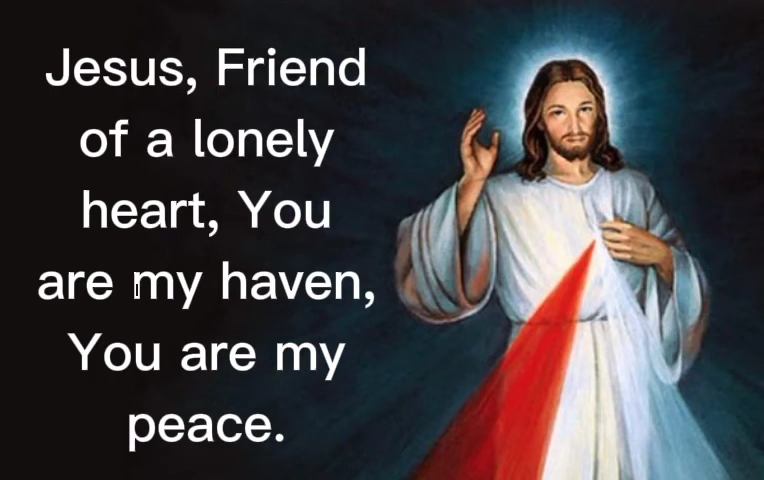 Jesus, Friend
of a lonely
heart, You
are my haven,
You are my
peace.